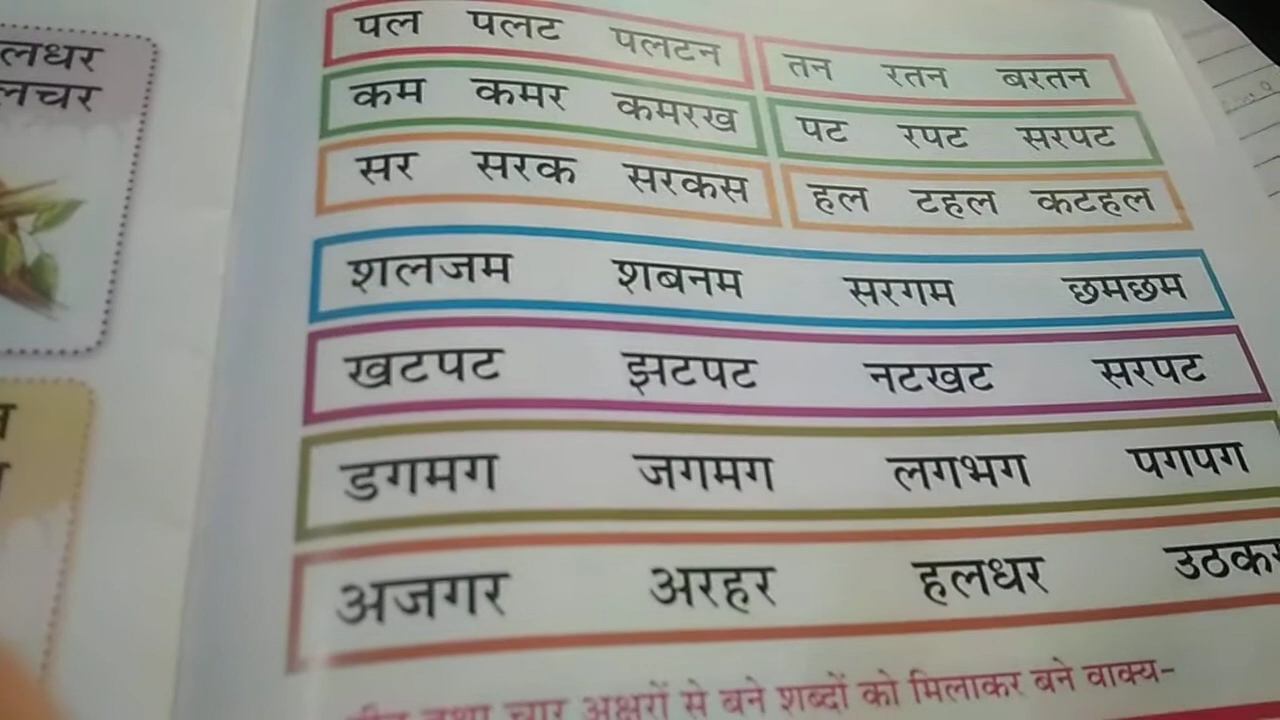 पल पलट पलटन
तन रतन बरतन
कम कमर कमरख
पट रपट सरपट
सर सरक सरकस
हल टहल कटहल
शलजम शबनम सरगम छमछम
खटपट झटपट नटखट सरपट
डगमग जगमग लगभग पगपग
अजगर अरहर हलधर उठकर
तथा चार अक्षरों से बने शब्दों को मिलाकर बने वाक्य-